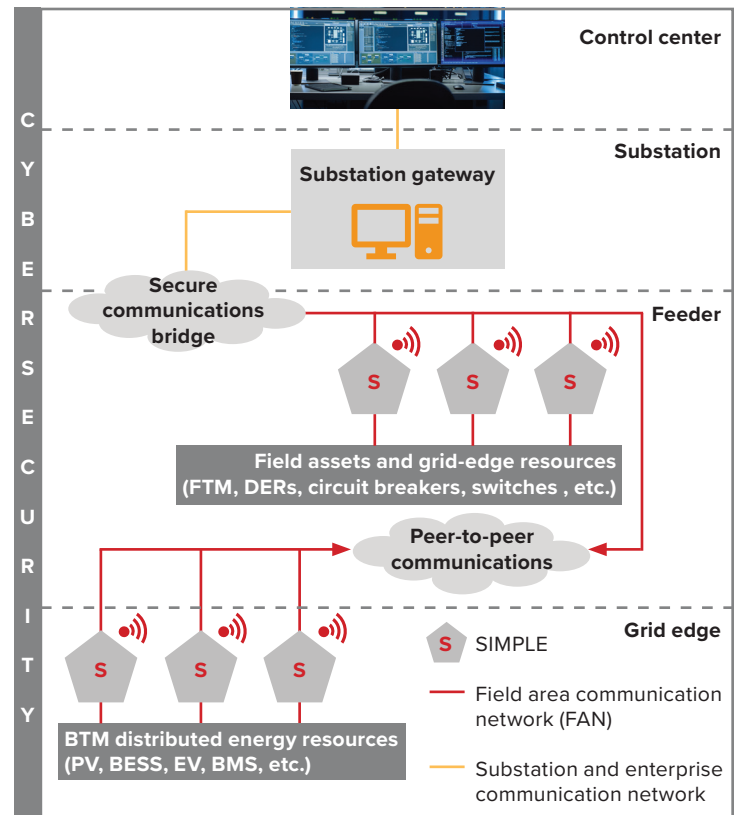 CYBERSECURITY
Control center
Substation
Substation gateway
Secure
communications
bridge
Feeder
S
S
S
Field assets and grid-edge resources
(FTM, DERs, circuit breakers, switches , etc.)
Peer-to-peer
communications
Grid edge
S
S
S
BTM distributed energy resources
(PV, BESS, EV, BMS, etc.)
S SIMPLE
Field area communication
network (FAN)
Substation and enterprise
communication network